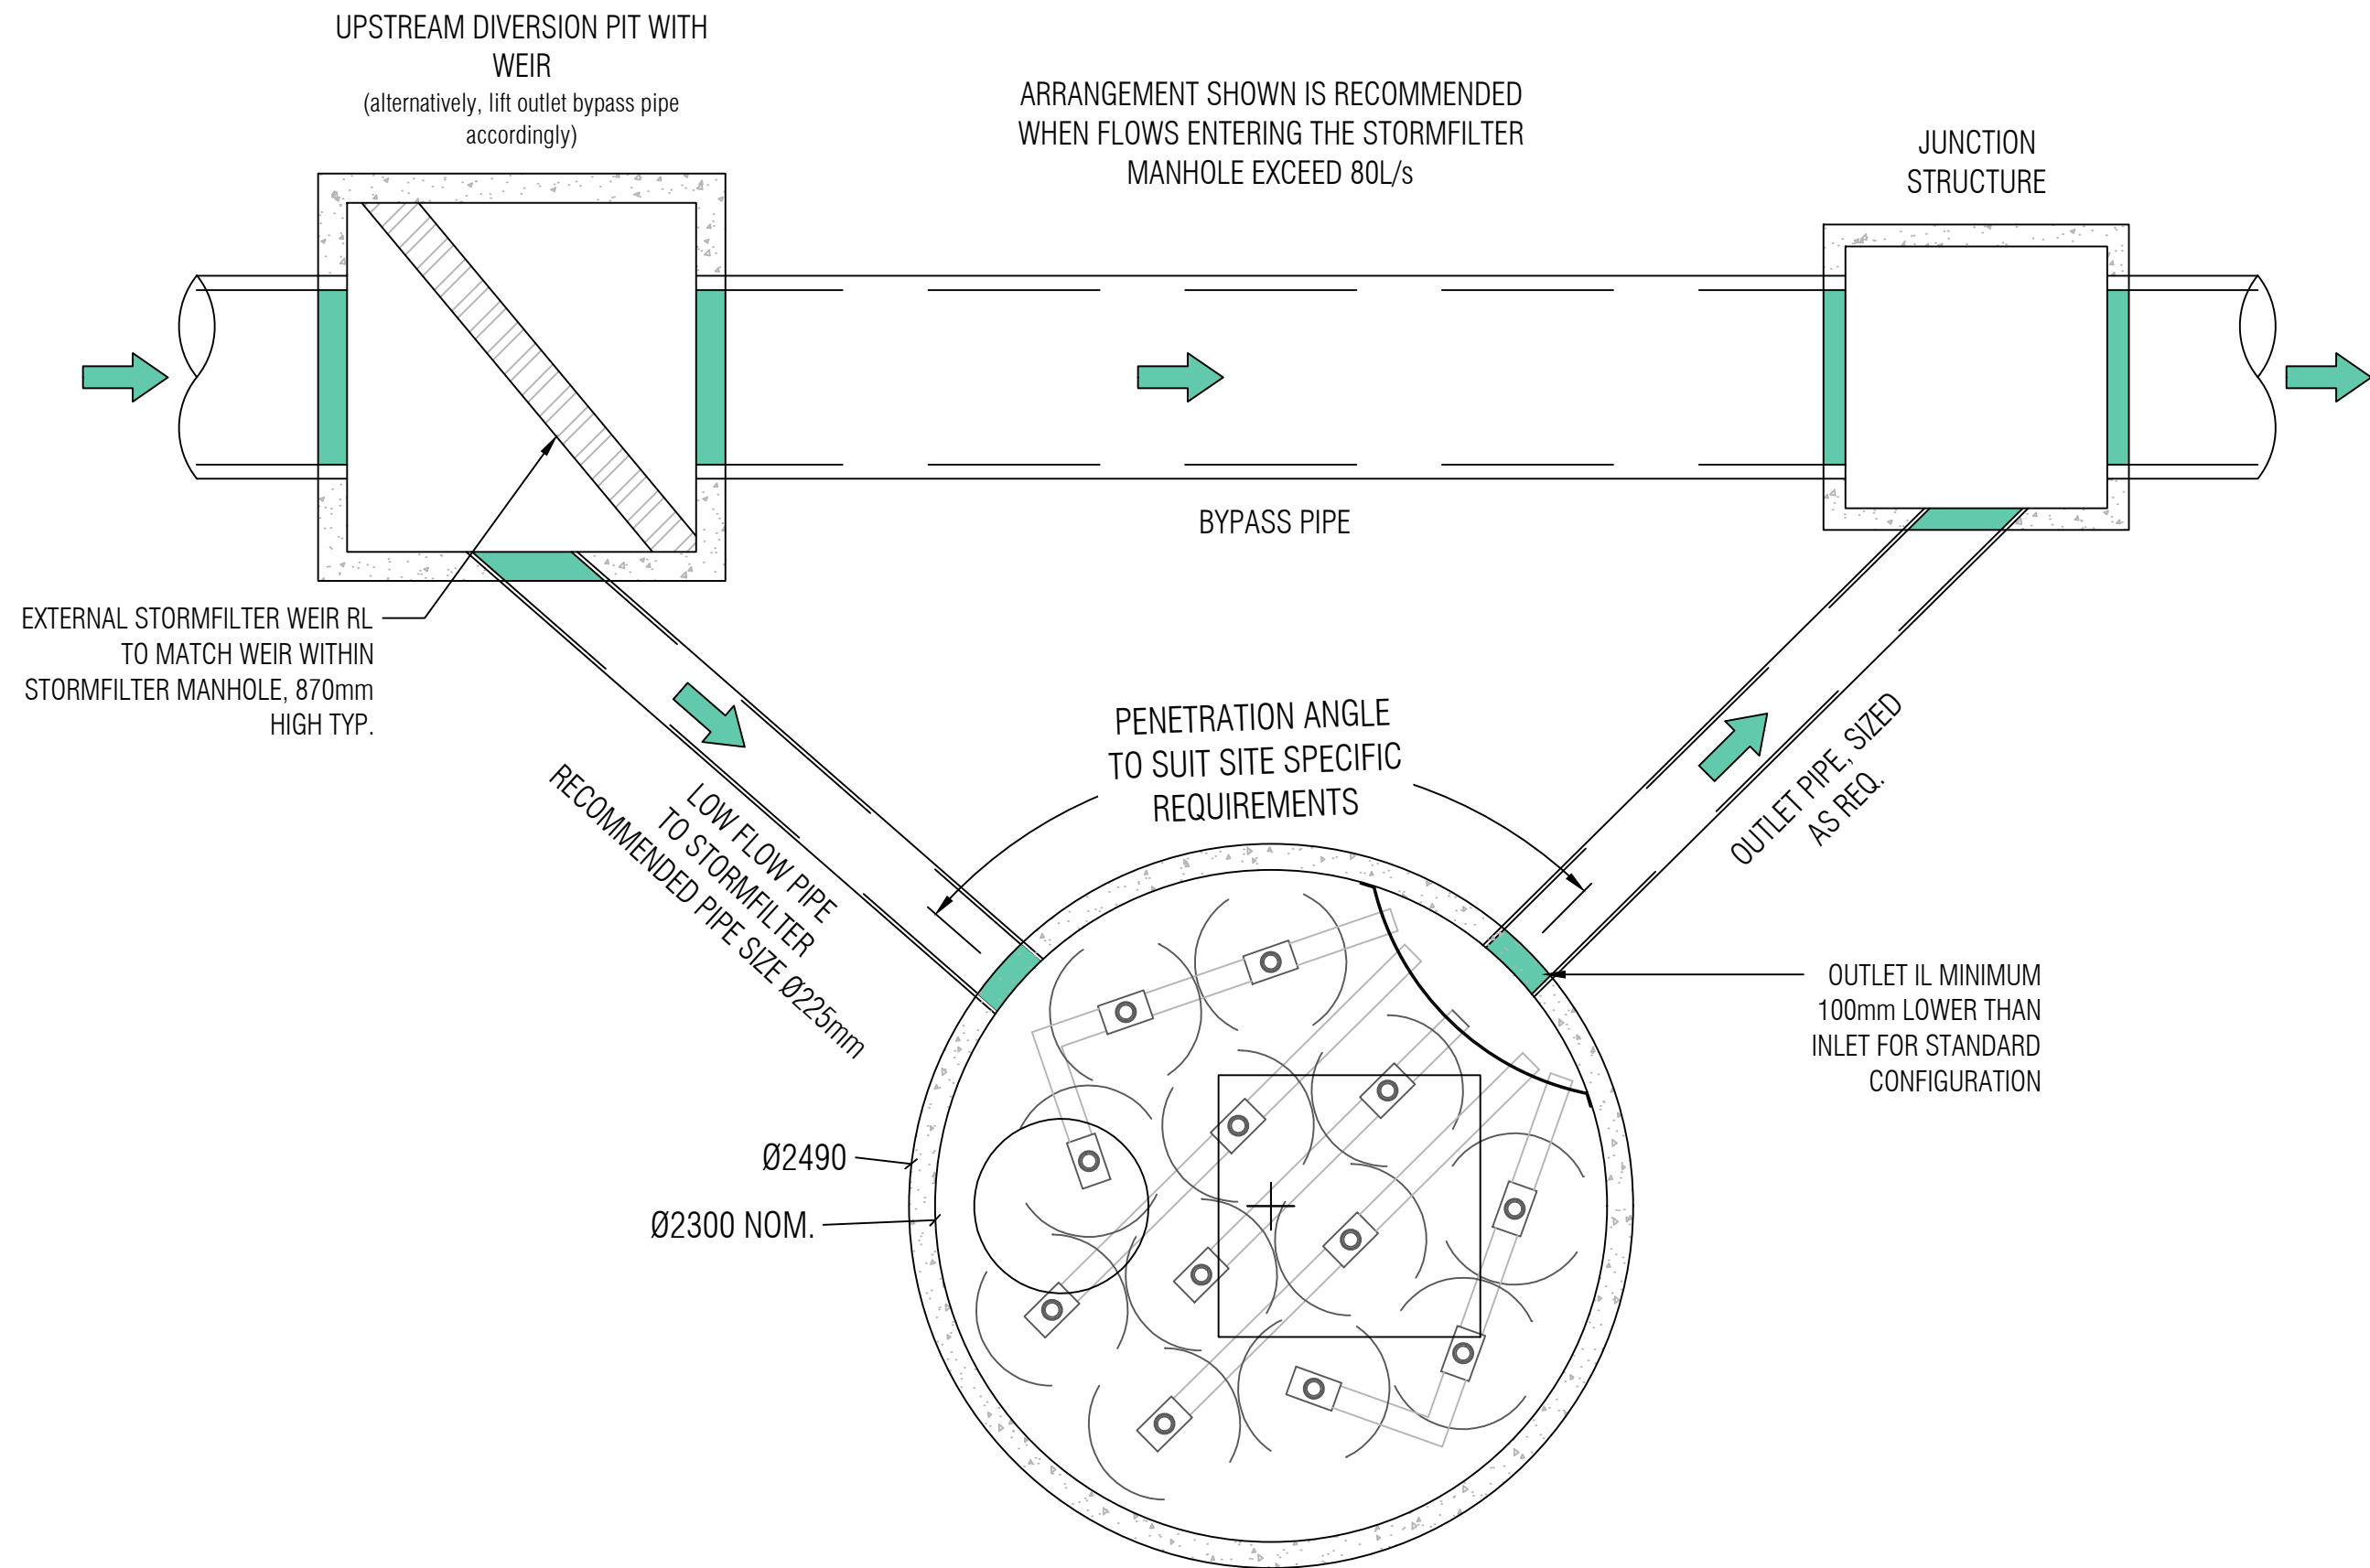 UPSTREAM DIVERSION PIT WITH
WEIR
(alternatively, lift outlet bypass pipe
accordingly)
ARRANGEMENT SHOWN IS RECOMMENDED
WHEN FLOWS ENTERING THE STORMFILTER
MANHOLE EXCEED 80L/s
JUNCTION
STRUCTURE
BYPASS PIPE
EXTERNAL STORMFILTER WEIR RL
TO MATCH WEIR WITHIN
STORMFILTER MANHOLE, 870mm
HIGH TYP.
PENETRATION ANGLE
TO SUIT SITE SPECIFIC
REQUIREMENTS
LOW FLOW PIPE
TO STORMFILTER
RECOMMENDED PIPE SIZE Ø225mm
OUTLET PIPE, SIZED
AS REQ.
OUTLET IL MINIMUM
100mm LOWER THAN
INLET FOR STANDARD
CONFIGURATION
Ø2490
Ø2300 NOM.